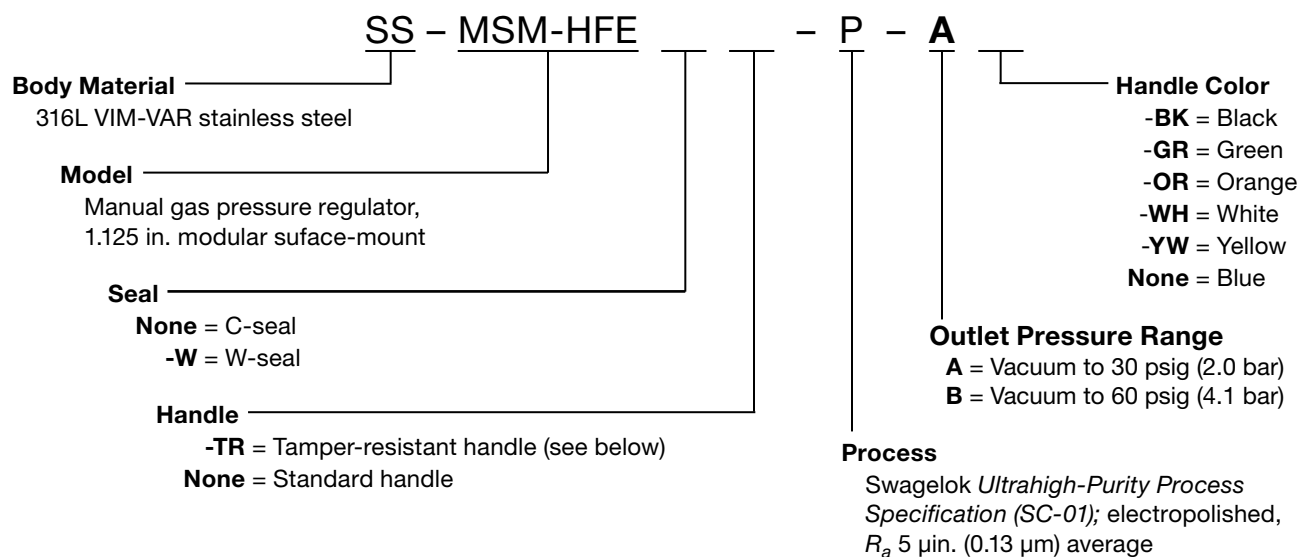 SS – MSM-HFE – P – A
Body Material
316L VIM-VAR stainless steel
Model
Manual gas pressure regulator,
1.125 in. modular suface-mount
Seal
None = C-seal
-W = W-seal
Handle
-TR = Tamper-resistant handle (see below)
None = Standard handle
Handle Color
-BK = Black
-GR = Green
-OR = Orange
-WH = White
-YW = Yellow
None = Blue
Outlet Pressure Range
A = Vacuum to 30 psig (2.0 bar)
B = Vacuum to 60 psig (4.1 bar)
Process
Swagelok Ultrahigh-Purity Process
Specification (SC-01); electropolished,
Ra 5 µin. (0.13 µm) average